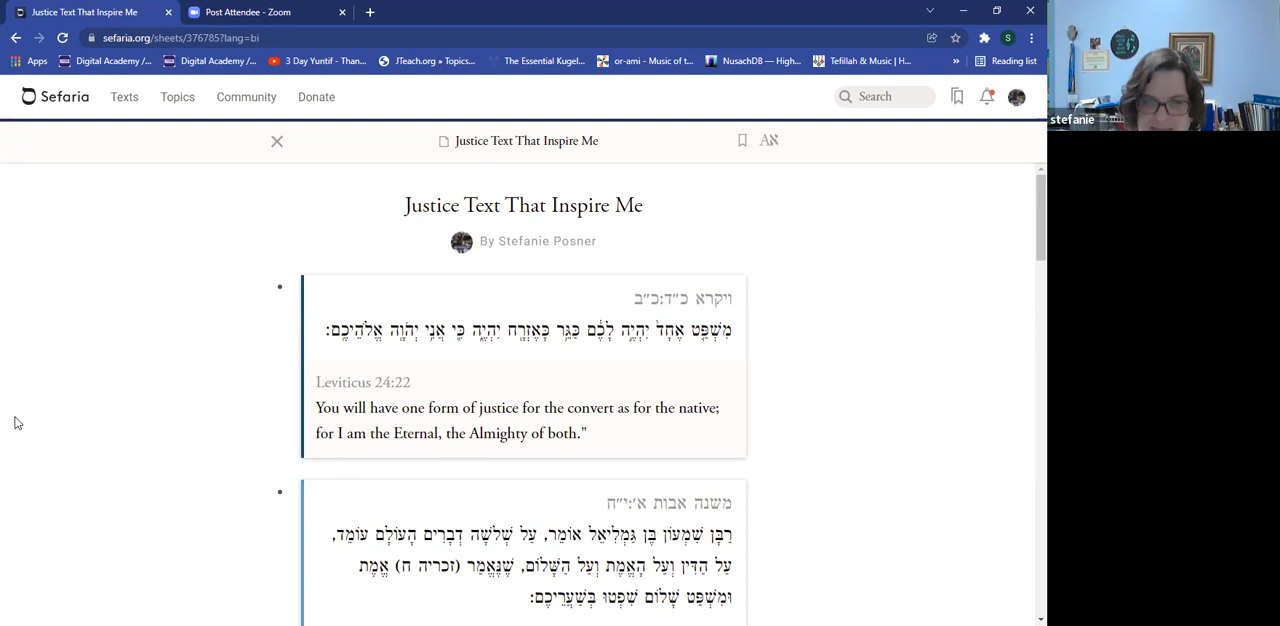 Justice Text That Inspire Me
Post Attendee - Zoom
sefaria.org/sheets/376785?lang=bi
Apps
Digital Academy /...
Digital Academy /...
3 Day Yuntif - Than...
JTeach.org » Topics...
The Essential Kugel...
or-ami - Music of t...
NusachDB — High...
Tefillah & Music | H...
»
Reading list
Sefaria
Texts
Topics
Community
Donate
Search
S
stefanie
Justice Text That Inspire Me
אA
Justice Text That Inspire Me
By Stefanie Posner
ויקרא כ״ד:כ״ב
מִשְׁפַּ֤ט אֶחָד֙ יִהְיֶ֣ה לָכֶ֔ם כַּגֵּ֥ר כָּאֶזְרָ֖ח יִהְיֶ֑ה כִּ֛י אֲנִ֥י יְהֹוָ֖ה אֱלֹהֵיכֶֽם׃
Leviticus 24:22
You will have one form of justice for the convert as for the native;
for I am the Eternal, the Almighty of both."
משנה אבות א׳:י״ח
רַבָּן שִׁמְעוֹן בֶּן גַּמְלִיאֵל אוֹמֵר, עַל שְׁלשָׁה דְבָרִים הָעוֹלָם עוֹמֵד,
עַל הַדִּין וְעַל הָאֱמֶת וְעַל הַשָּׁלוֹם, שֶׁנֶּאֱמַר (זכריה ח) אֱמֶת
וּמִשְׁפַּט שָׁלוֹם שִׁפְטוּ בְּשַׁעֲרֵיכֶם: